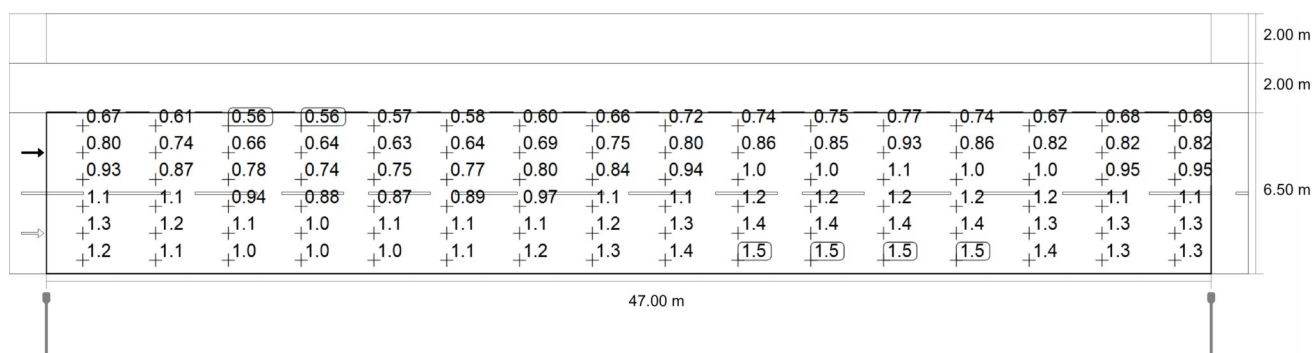 2.00 m
2.00 m
0.67 0.61 0.56 0.56 0.57 0.58 0.60 0.66 0.72 0.74 0.75 0.77 0.74 0.67 0.68 0.69
0.80 0.74 0.66 0.64 0.63 0.64 0.69 0.75 0.80 0.86 0.85 0.93 0.86 0.82 0.82 0.82
0.93 0.87 0.78 0.74 0.75 0.77 0.80 0.84 0.94 1.0 1.0 1.1 1.0 1.0 0.95 0.95
6.50 m
1.1 1.1 0.94 0.88 0.87 0.89 0.97 1.1 1.1 1.2 1.2 1.2 1.2 1.2 1.1 1.1
1.3 1.2 1.1 1.0 1.1 1.1 1.1 1.2 1.3 1.4 1.4 1.4 1.4 1.3 1.3 1.3
1.2 1.1 1.0 1.0 1.0 1.1 1.2 1.3 1.4 1.5 1.5 1.5 1.5 1.4 1.3 1.3
47.00 m